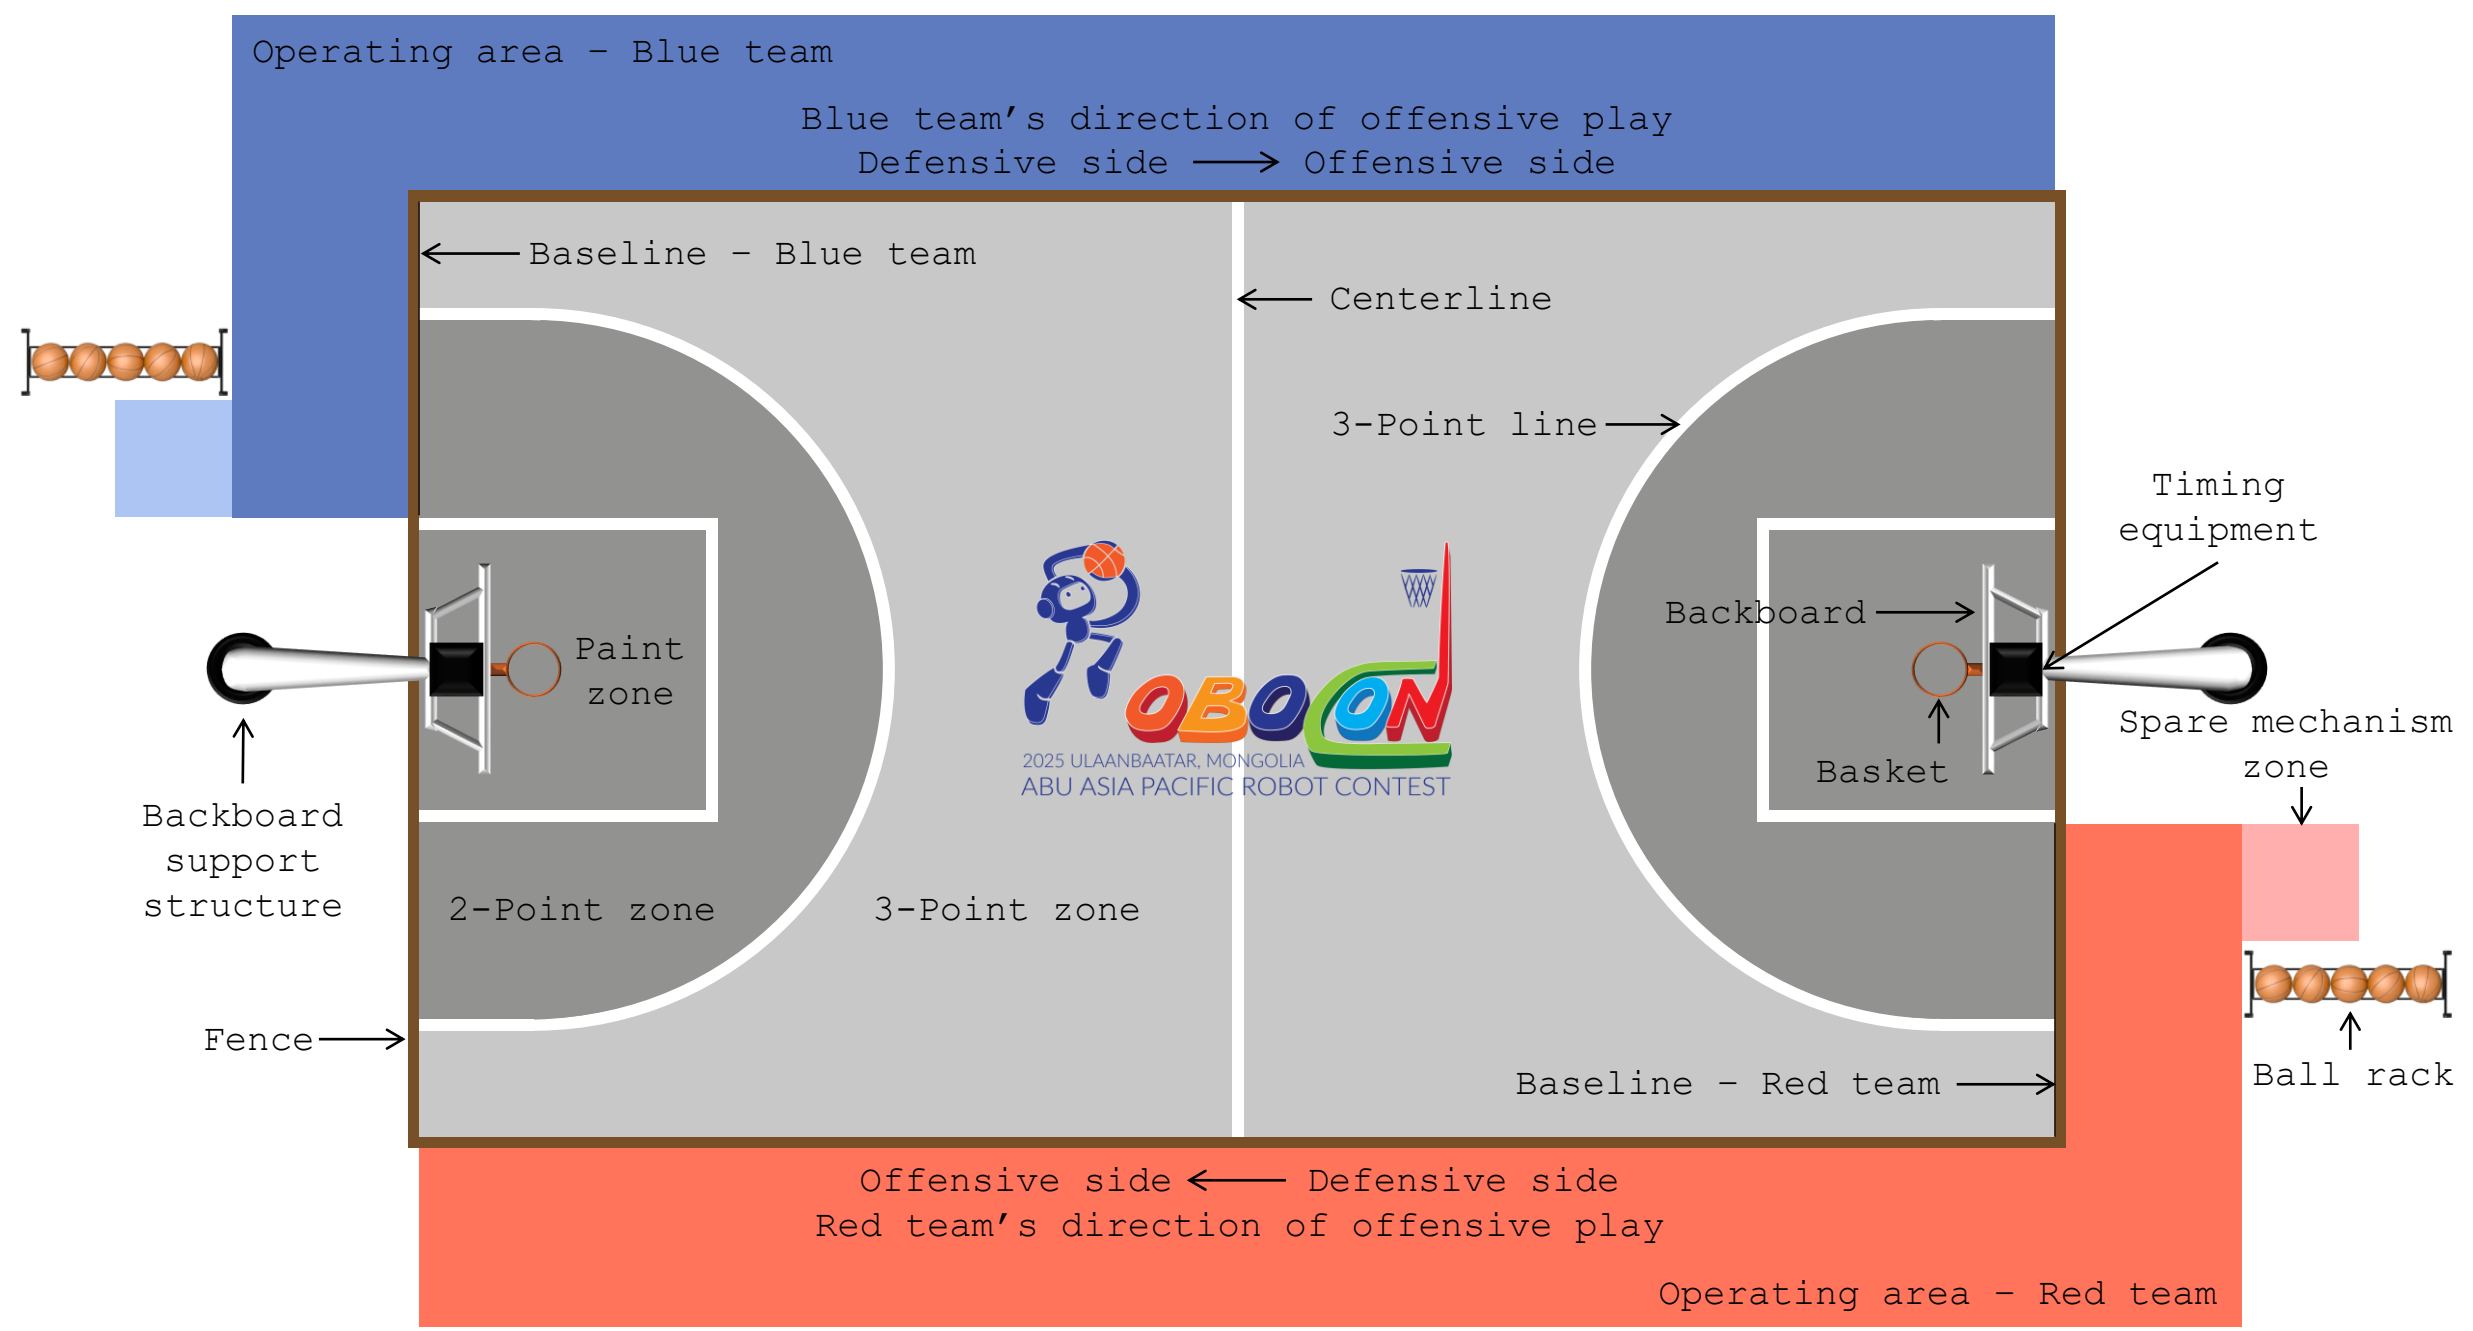 Operating area – Blue team
Blue team’s direction of offensive play
Defensive side
Offensive side
Baseline – Blue team
Centerline
3-Point line
Timing
equipment
Backboard
Paint
zone
Basket
Spare mechanism
zone
Backboard
support
structure
OBOCON
2025 ULAANBAATAR, MONGOLIA
ABU ASIA PACIFIC ROBOT CONTEST
2-Point zone
3-Point zone
Fence
Baseline – Red team
Ball rack
Offensive side
Defensive side
Red team’s direction of offensive play
Operating area – Red team